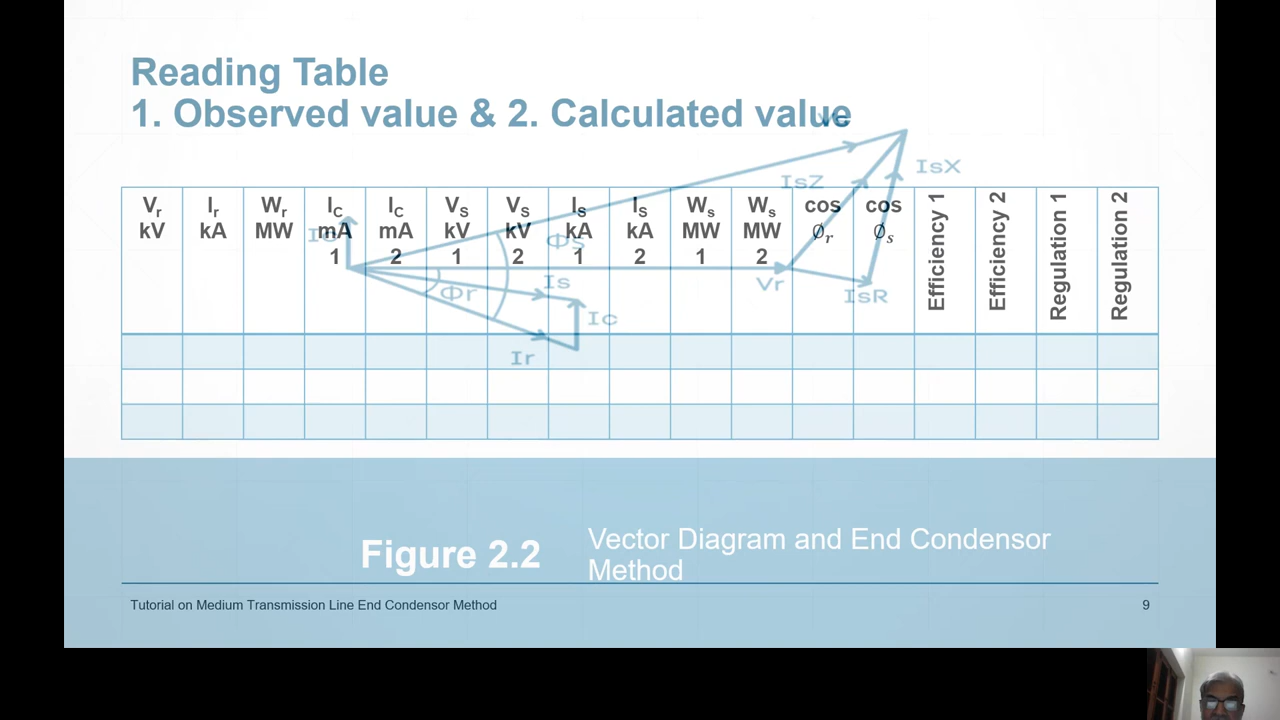 Reading Table
1. Observed value & 2. Calculated value
IsX
IsZ
Vr Ir Wr IC IC VS VS IS IS Ws Ws cos cos Efficiency 1 Efficiency 2 Regulation 1 Regulation 2
kV kA MW mA mA kV kV kA kA MW MW ∅r ∅s
1 2 1 2 1 2 1 2
Φs
Is
Vr
Φr
IsR
Ic
Ir
Figure 2.2
Vector Diagram and End Condensor
Method
Tutorial on Medium Transmission Line End Condensor Method
9